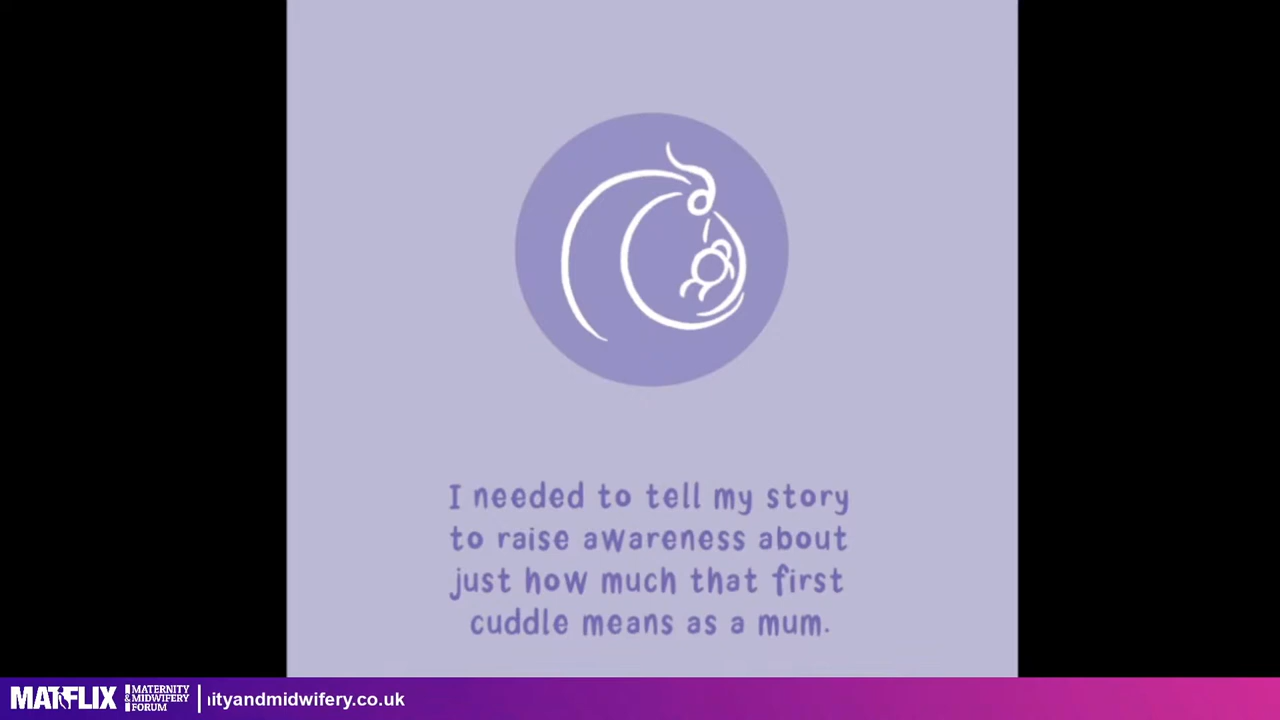 I needed to tell my story
to raise awareness about
just how much that first
cuddle means as a mum.
MATFLIX
MATERNITY
& MIDWIFERY
FORUM
ityandmidwifery.co.uk